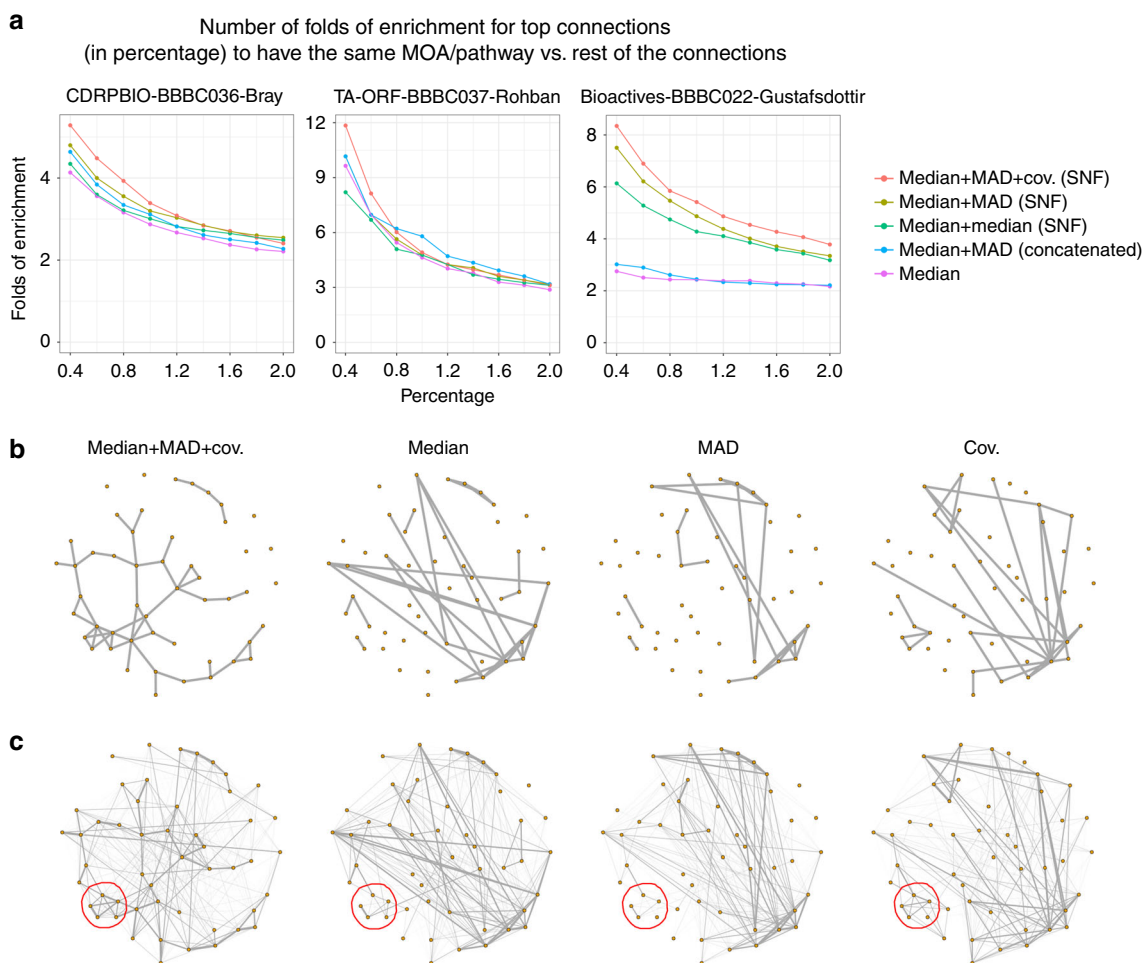 a
Number of folds of enrichment for top connections
(in percentage) to have the same MOA/pathway vs. rest of the connections
CDRPBIO-BBBC036-Bray
TA-ORF-BBBC037-Rohban
Bioactives-BBBC022-Gustafsdottir
Folds of enrichment
4
2
0
12
9
6
3
0
8
6
4
2
0
0.4 0.8 1.2 1.6 2.0
0.4 0.8 1.2 1.6 2.0
0.4 0.8 1.2 1.6 2.0
Percentage
Median+MAD+cov. (SNF)
Median+MAD (SNF)
Median+median (SNF)
Median+MAD (concatenated)
Median
b
Median+MAD+cov.
Median
MAD
Cov.
c